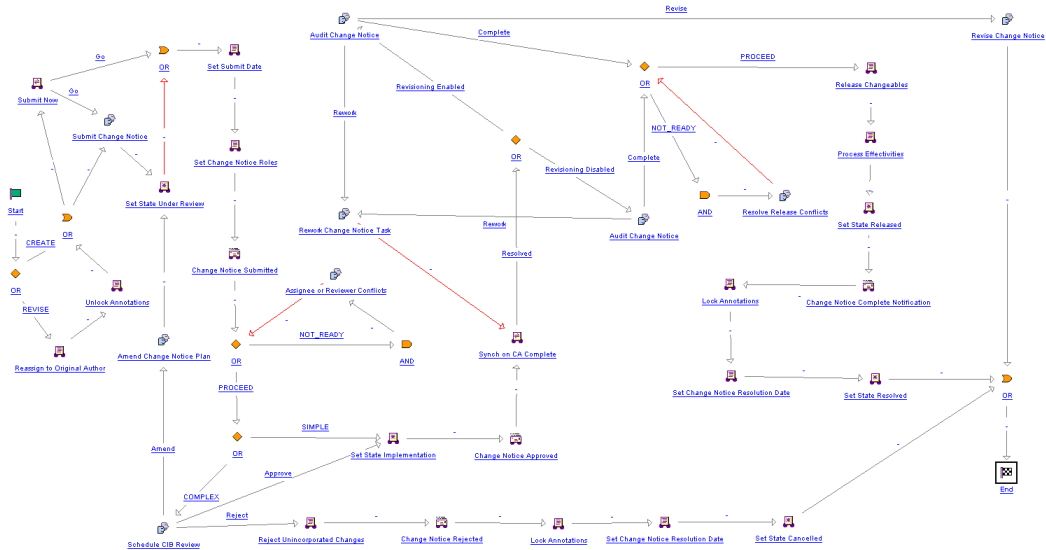 Revise
Audit Change Notice
Revise Change Notice
Complete
Go
OR
Set Submit Date
PROCEED
OR
Release Changeables
Submit Now
Go
Revisioning Enabled
Rework
Submit Change Notice
NOT_READY
OR
Process Effectivities
Set Change Notice Roles
Complete
Revisioning Disabled
Set State Under Review
Start
AND
Resolve Release Conflicts
Rework Change Notice Task
Rework
Audit Change Notice
Set State Released
OR
CREATE
Resolved
Change Notice Submitted
OR
Assignee or Reviewer Conflicts
REVISE
Unlock Annotations
Lock Annotations
Change Notice Complete Notification
NOT_READY
Reassign to Original Author
Amend Change Notice Plan
OR
AND
Synch on CA Complete
PROCEED
Set Change Notice Resolution Date
Set State Resolved
OR
SIMPLE
OR
Set State Implementation
Change Notice Approved
Amend
Approve
COMPLEX
End
Reject
Schedule CIB Review
Reject Unincorporated Changes
Change Notice Rejected
Lock Annotations
Set Change Notice Resolution Date
Set State Cancelled